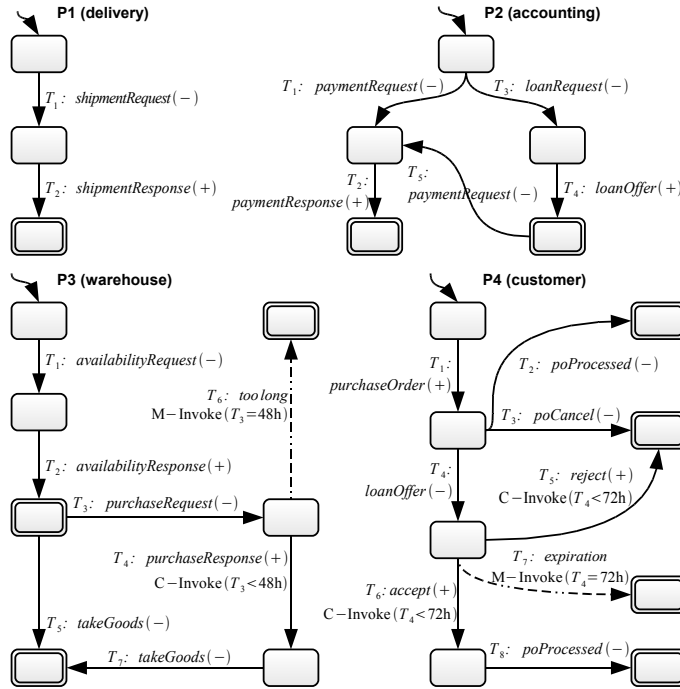 P1 (delivery)
T₁: shipmentRequest(−)
T₂: shipmentResponse(+)
P2 (accounting)
T₁: paymentRequest(−)
T₃: loanRequest(−)
T₂:
paymentResponse(+)
T₅:
paymentRequest(−)
T₄: loanOffer(+)
P3 (warehouse)
T₁: availabilityRequest(−)
T₆: too long
M−Invoke(T₃=48h)
T₂: availabilityResponse(+)
T₃: purchaseRequest(−)
T₄: purchaseResponse(+)
C−Invoke(T₃<48h)
T₅: takeGoods(−)
T₇: takeGoods(−)
P4 (customer)
T₁:
purchaseOrder(+)
T₂: poProcessed(−)
T₃: poCancel(−)
T₄:
loanOffer(−)
T₅: reject(+)
C−Invoke(T₄<72h)
T₇: expiration
M−Invoke(T₄=72h)
T₆:accept(+)
C−Invoke(T₄<72h)
T₈: poProcessed(−)